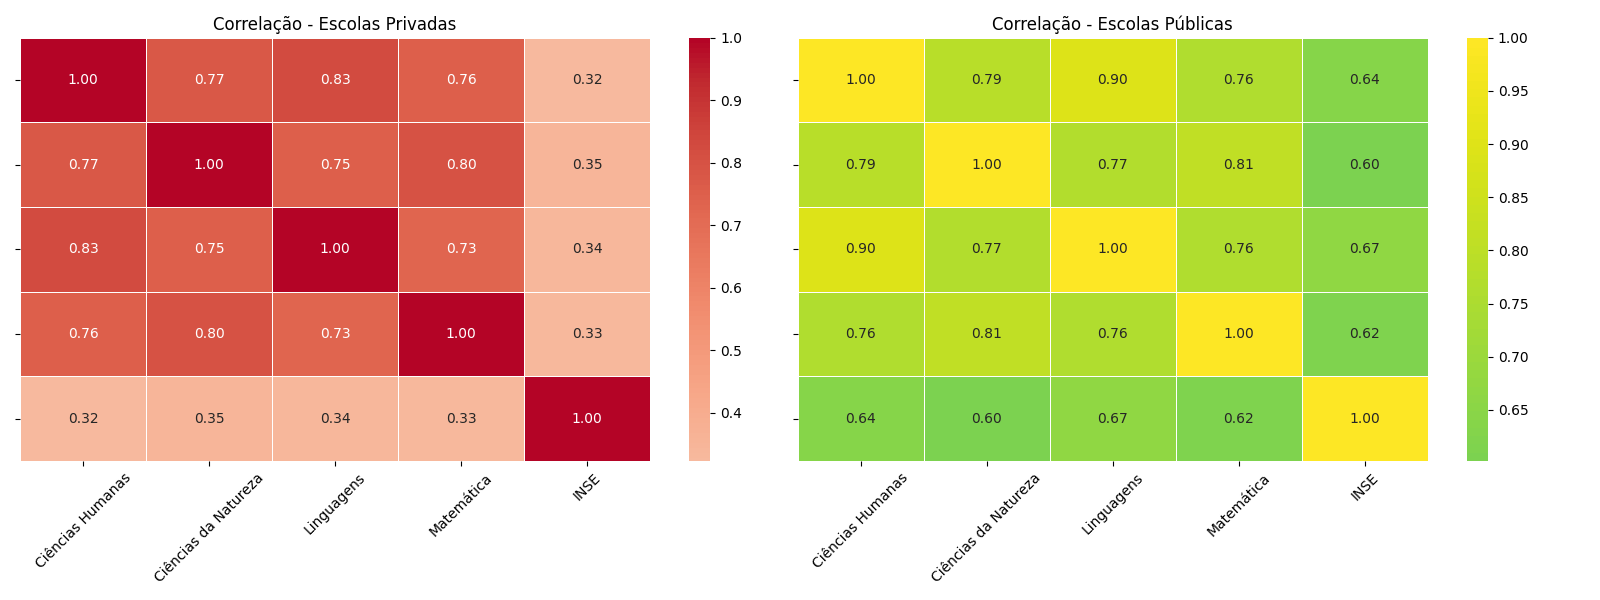 Correlação - Escolas Privadas
1.00 0.77 0.83 0.76 0.32
0.77 1.00 0.75 0.80 0.35
0.83 0.75 1.00 0.73 0.34
0.76 0.80 0.73 1.00 0.33
0.32 0.35 0.34 0.33 1.00
Ciências Humanas
Ciências da Natureza
Linguagens
Matemática
INSE
1.0
0.9
0.8
0.7
0.6
0.5
0.4
Correlação - Escolas Públicas
1.00 0.79 0.90 0.76 0.64
0.79 1.00 0.77 0.81 0.60
0.90 0.77 1.00 0.76 0.67
0.76 0.81 0.76 1.00 0.62
0.64 0.60 0.67 0.62 1.00
Ciências Humanas
Ciências da Natureza
Linguagens
Matemática
INSE
1.00
0.95
0.90
0.85
0.80
0.75
0.70
0.65